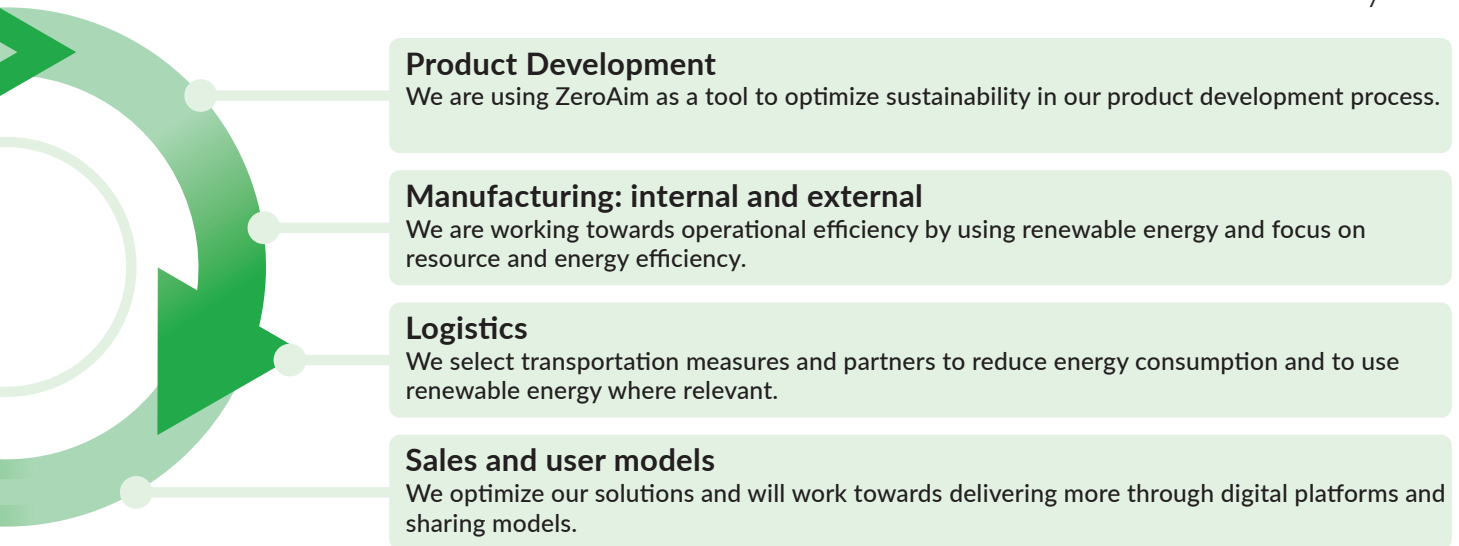 Product Development
We are using ZeroAim as a tool to optimize sustainability in our product development process.
Manufacturing: internal and external
We are working towards operational efficiency by using renewable energy and focus on
resource and energy efficiency.
Logistics
We select transportation measures and partners to reduce energy consumption and to use
renewable energy where relevant.
Sales and user models
We optimize our solutions and will work towards delivering more through digital platforms and
sharing models.